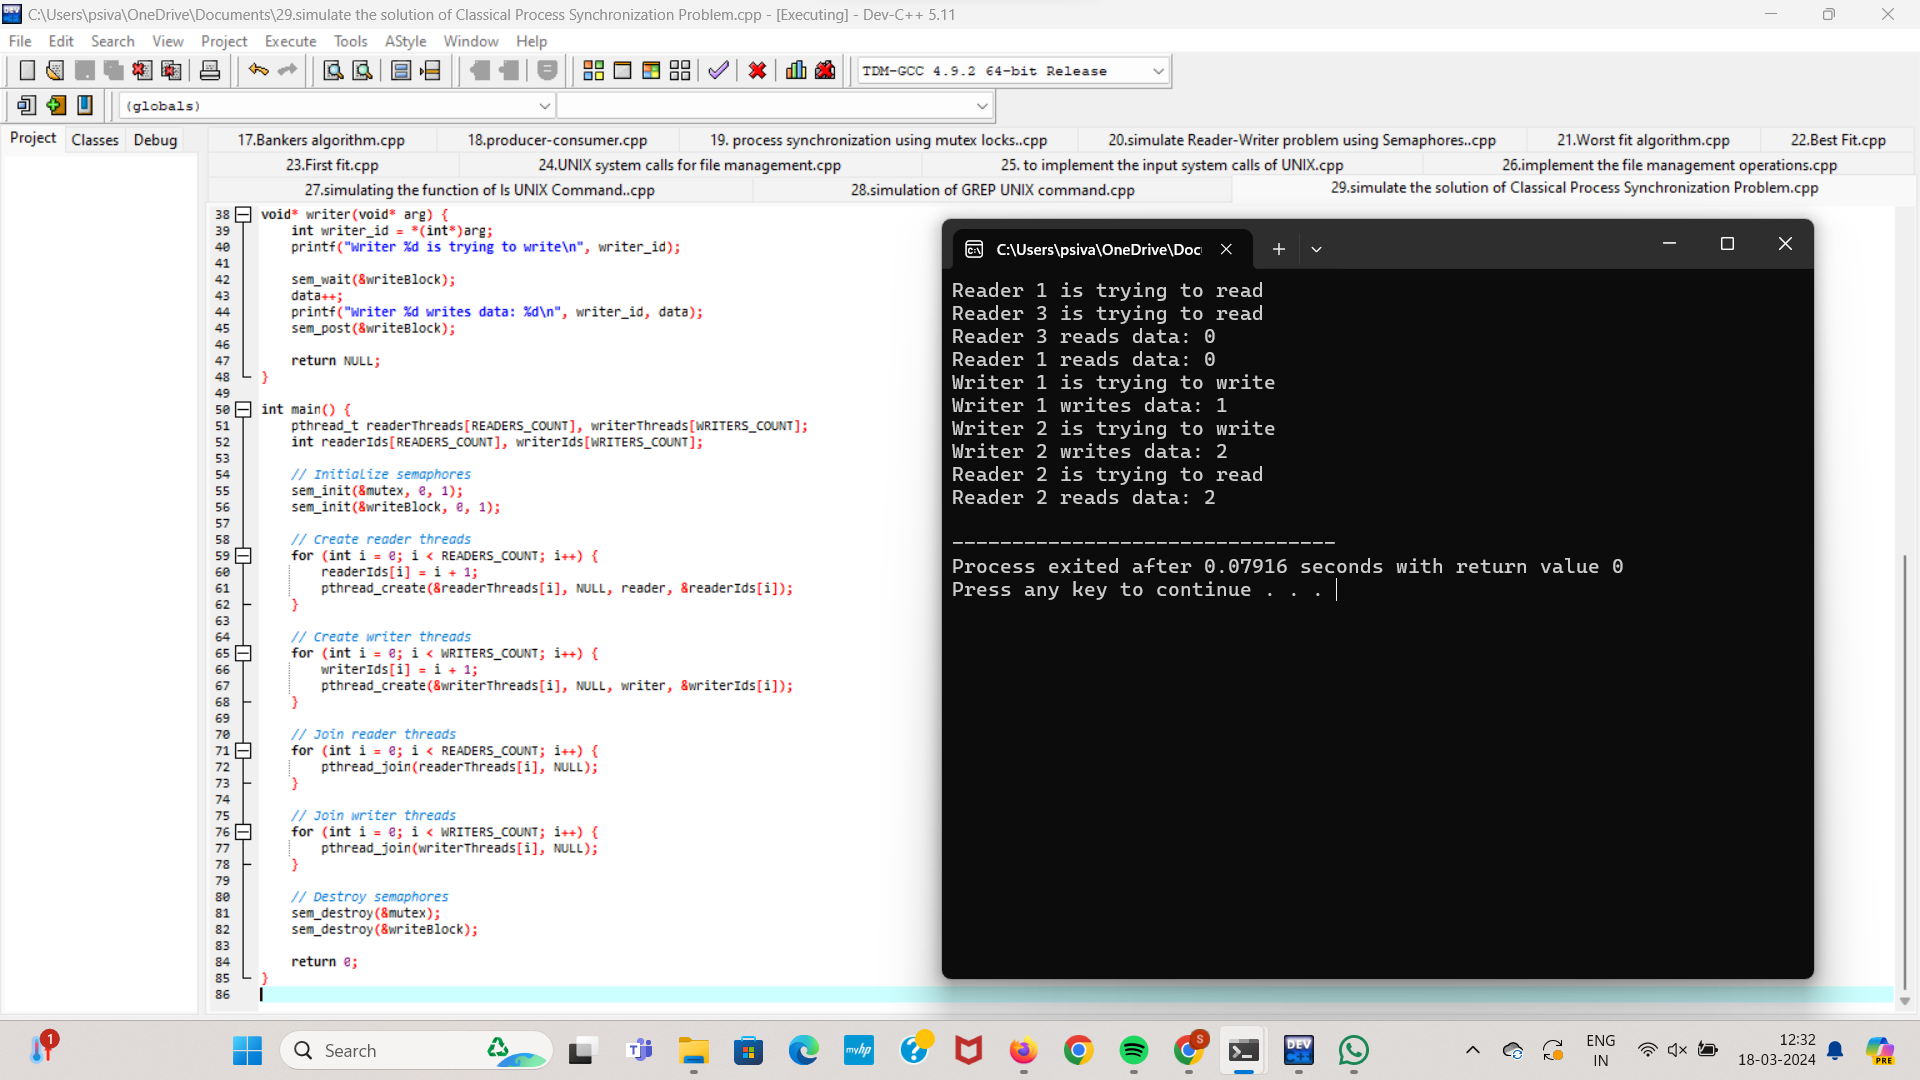 C:\Users\psiva\OneDrive\Documents\29.simulate the solution of Classical Process Synchronization Problem.cpp - [Executing] - Dev-C++ 5.11
File Edit Search View Project Execute Tools AStyle Window Help
TDM-GCC 4.9.2 64-bit Release
(globals)
Project Classes Debug
17.Bankers algorithm.cpp 18.producer-consumer.cpp 19. process synchronization using mutex locks..cpp 20.simulate Reader-Writer problem using Semaphores..cpp 21.Worst fit algorithm.cpp 22.Best Fit.cpp
23.First fit.cpp 24.UNIX system calls for file management.cpp 25. to implement the input system calls of UNIX.cpp 26.implement the file management operations.cpp
27.simulating the function of ls UNIX Command..cpp 28.simulation of GREP UNIX command.cpp 29.simulate the solution of Classical Process Synchronization Problem.cpp
38 void* writer(void* arg) {
39 int writer_id = *(int*)arg;
40 printf("Writer %d is trying to write\n", writer_id);
41
42 sem_wait(&writeBlock);
43 data++;
44 printf("Writer %d writes data: %d\n", writer_id, data);
45 sem_post(&writeBlock);
46
47 return NULL;
48 }
49
50 int main() {
51 pthread_t readerThreads[READERS_COUNT], writerThreads[WRITERS_COUNT];
52 int readerIds[READERS_COUNT], writerIds[WRITERS_COUNT];
53
54 // Initialize semaphores
55 sem_init(&mutex, 0, 1);
56 sem_init(&writeBlock, 0, 1);
57
58 // Create reader threads
59 for (int i = 0; i < READERS_COUNT; i++) {
60 readerIds[i] = i + 1;
61 pthread_create(&readerThreads[i], NULL, reader, &readerIds[i]);
62 }
63
64 // Create writer threads
65 for (int i = 0; i < WRITERS_COUNT; i++) {
66 writerIds[i] = i + 1;
67 pthread_create(&writerThreads[i], NULL, writer, &writerIds[i]);
68 }
69
70 // Join reader threads
71 for (int i = 0; i < READERS_COUNT; i++) {
72 pthread_join(readerThreads[i], NULL);
73 }
74
75 // Join writer threads
76 for (int i = 0; i < WRITERS_COUNT; i++) {
77 pthread_join(writerThreads[i], NULL);
78 }
79
80 // Destroy semaphores
81 sem_destroy(&mutex);
82 sem_destroy(&writeBlock);
83
84 return 0;
85 }
86
C:\Users\psiva\OneDrive\Doc
Reader 1 is trying to read
Reader 3 is trying to read
Reader 3 reads data: 0
Reader 1 reads data: 0
Writer 1 is trying to write
Writer 1 writes data: 1
Writer 2 is trying to write
Writer 2 writes data: 2
Reader 2 is trying to read
Reader 2 reads data: 2
--------------------------------
Process exited after 0.07916 seconds with return value 0
Press any key to continue . . .
1
Search
myhp
S
DEV C++
ENG
IN
12:32
18-03-2024
PRE